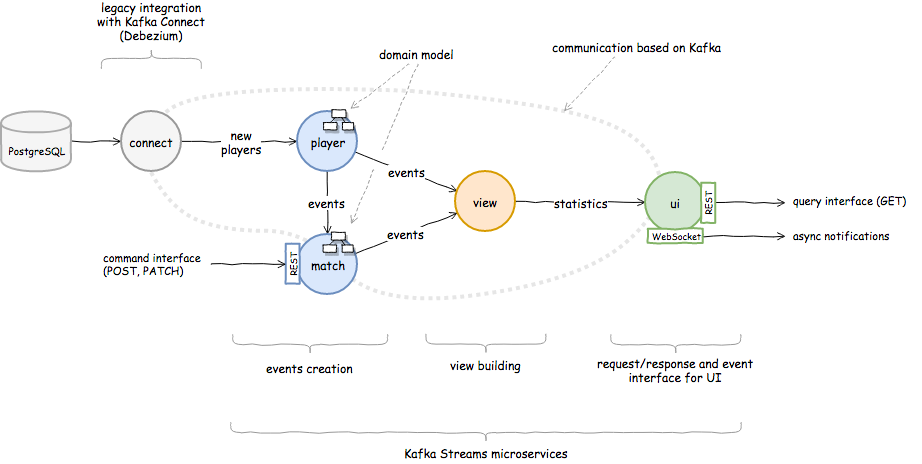 legacy integration
with Kafka Connect
(Debezium)
domain model
communication based on Kafka
PostgreSQL
connect
new
players
player
events
view
statistics
ui
REST
query interface (GET)
WebSocket
async notifications
events
events
command interface
(POST, PATCH)
REST
match
events creation
view building
request/response and event
interface for UI
Kafka Streams microservices